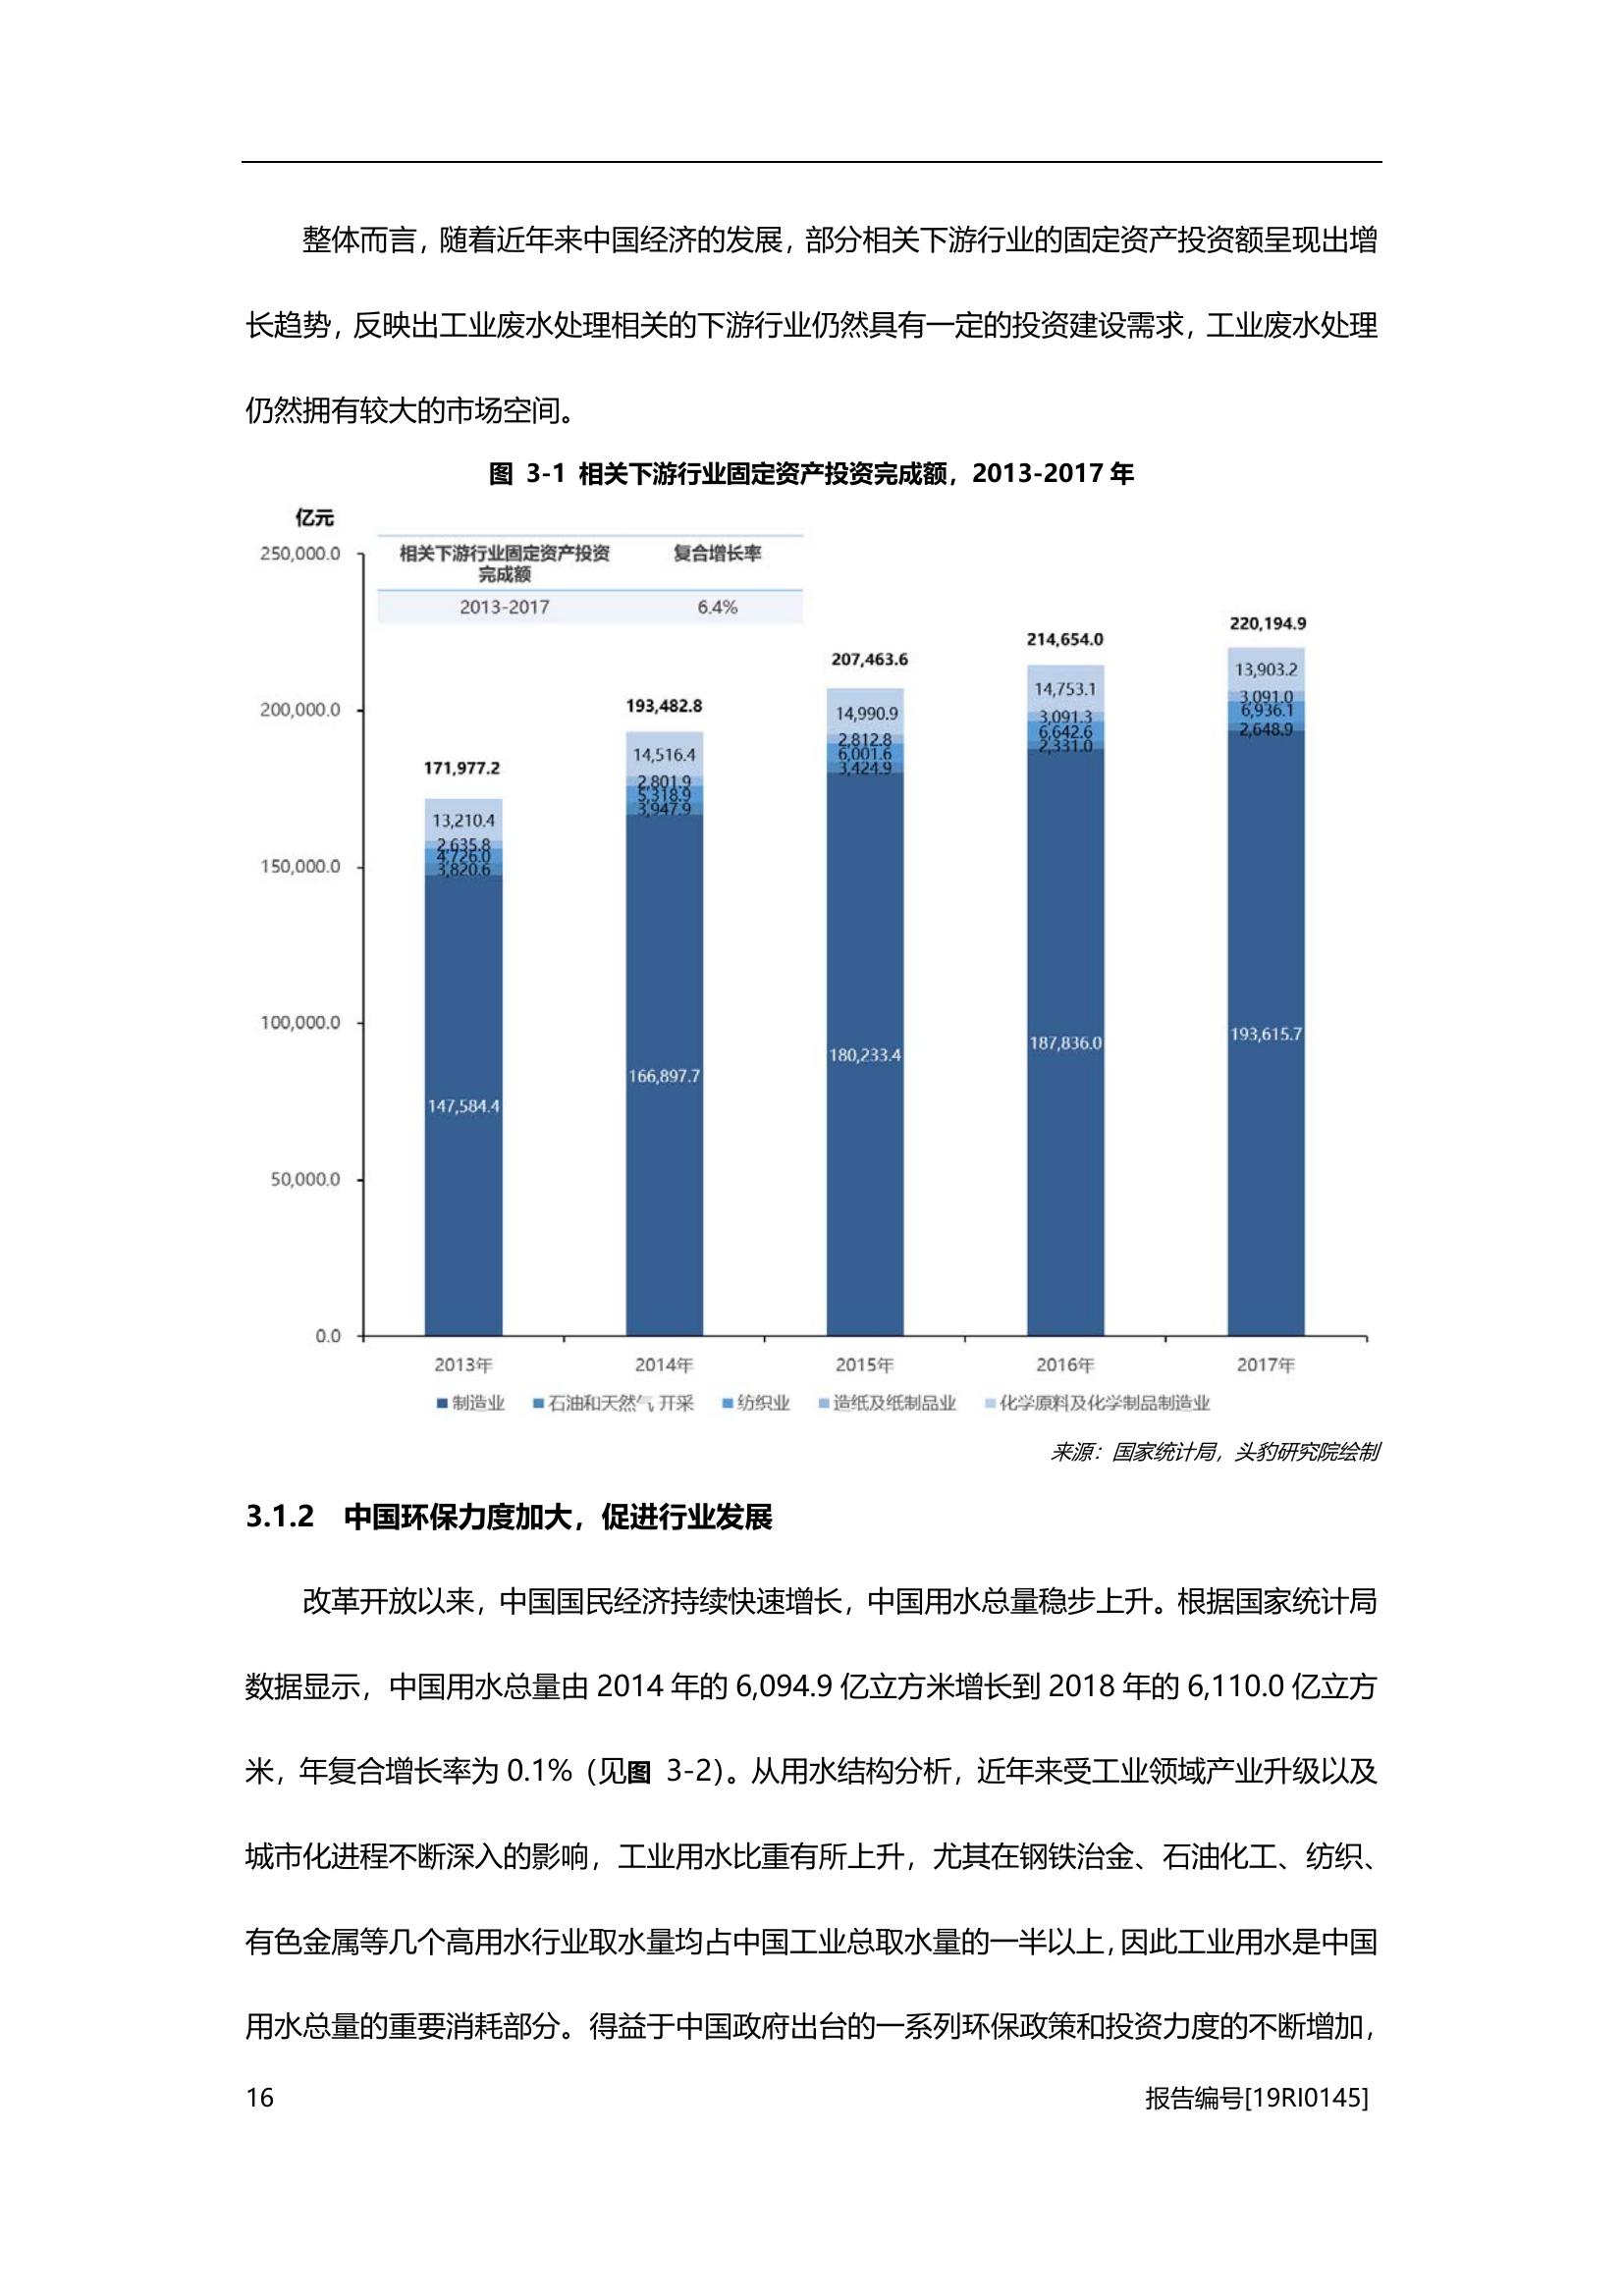 整体而言，随着近年来中国经济的发展，部分相关下游行业的固定资产投资额呈现出增
长趋势，反映出工业废水处理相关的下游行业仍然具有一定的投资建设需求，工业废水处理
仍然拥有较大的市场空间。
图 3-1 相关下游行业固定资产投资完成额，2013-2017 年
亿元
250,000.0
200,000.0
150,000.0
100,000.0
50,000.0
0.0
相关下游行业固定资产投资 复合增长率
完成额
2013-2017 6.4%
171,977.2
13,210.4
2,635.8
4,726.0
3,820.6
147,584.4
193,482.8
14,516.4
2,801.9
5,318.9
3,947.9
166,897.7
207,463.6
14,990.9
2,812.8
6,001.6
3,424.9
180,233.4
214,654.0
14,753.1
3,091.3
6,642.6
2,331.0
187,836.0
220,194.9
13,903.2
3,091.0
6,936.1
2,648.9
193,615.7
2013年 2014年 2015年 2016年 2017年
制造业 石油和天然气 开采 纺织业 造纸及纸制品业 化学原料及化学制品制造业
来源：国家统计局，头豹研究院绘制
3.1.2 中国环保力度加大，促进行业发展
改革开放以来，中国国民经济持续快速增长，中国用水总量稳步上升。根据国家统计局
数据显示，中国用水总量由 2014 年的 6,094.9 亿立方米增长到 2018 年的 6,110.0 亿立方
米，年复合增长率为 0.1%（见图 3-2）。从用水结构分析，近年来受工业领域产业升级以及
城市化进程不断深入的影响，工业用水比重有所上升，尤其在钢铁冶金、石油化工、纺织、
有色金属等几个高用水行业取水量均占中国工业总取水量的一半以上，因此工业用水是中国
用水总量的重要消耗部分。得益于中国政府出台的一系列环保政策和投资力度的不断增加，
16 报告编号[19RI0145]